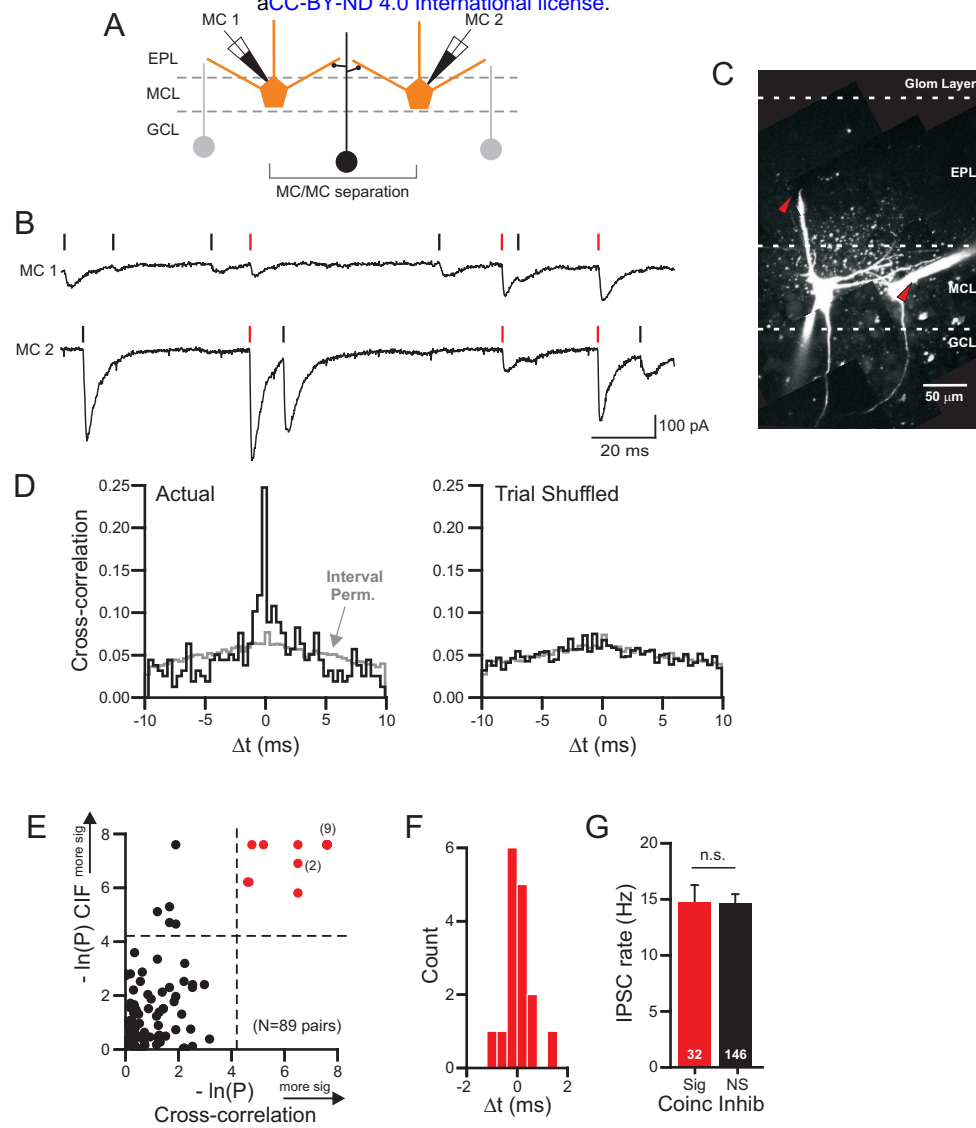 aCC-BY-ND 4.0 International license.
A
MC 1
MC 2
EPL
MCL
GCL
MC/MC separation
B
MC 1
MC 2
100 pA
20 ms
C
Glom Layer
EPL
MCL
GCL
50 µm
D
Actual
Trial Shuffled
Cross-correlation
0.25
0.20
0.15
0.10
0.05
0.00
Interval
Perm.
-10
-5
0
5
10
Δt (ms)
0.25
0.20
0.15
0.10
0.05
0.00
-10
-5
0
5
10
Δt (ms)
E
- ln(P) CIF
more sig
8
6
4
2
0
(9)
(2)
(N=89 pairs)
0
2
4
6
8
- ln(P)
more sig
Cross-correlation
F
Count
6
4
2
0
-2
0
2
Δt (ms)
G
IPSC rate (Hz)
20
15
10
5
0
n.s.
32
146
Sig
NS
Coinc Inhib